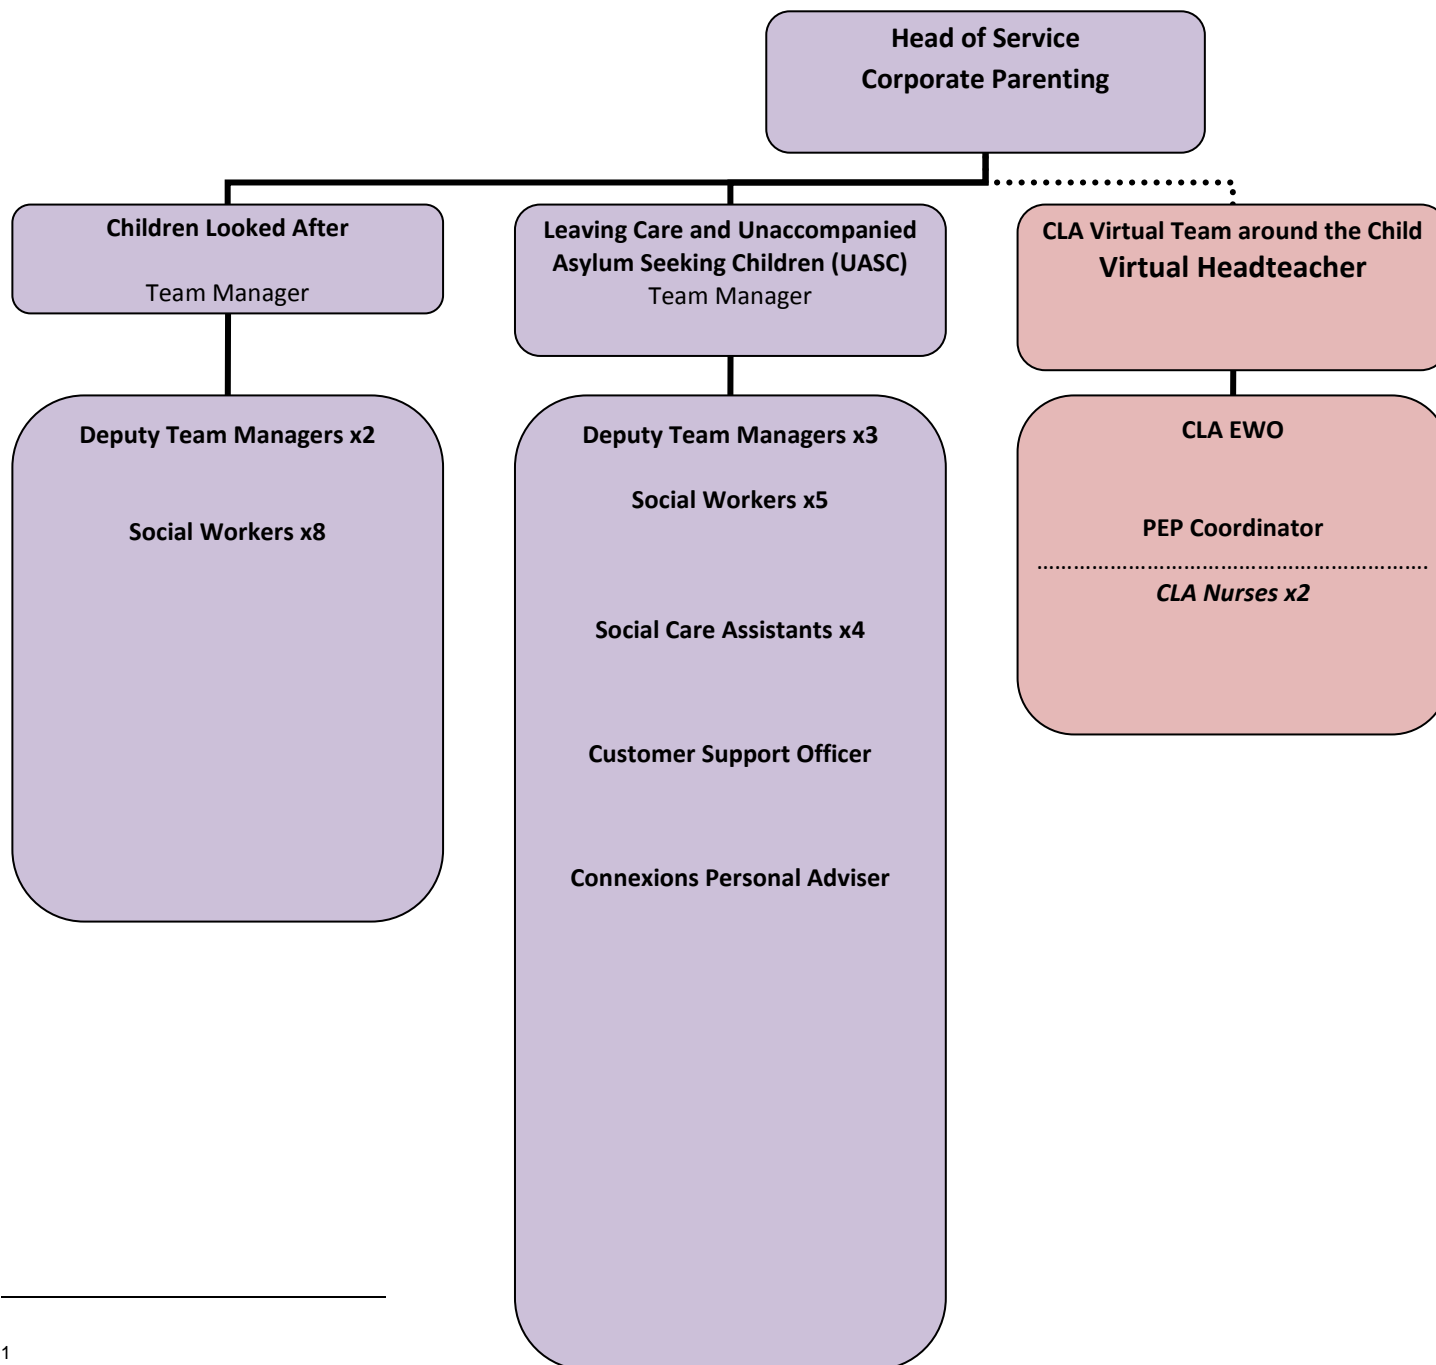 Head of Service
Corporate Parenting
Children Looked After
Team Manager
Leaving Care and Unaccompanied
Asylum Seeking Children (UASC)
Team Manager
CLA Virtual Team around the Child
Virtual Headteacher
Deputy Team Managers x2
Social Workers x8
Deputy Team Managers x3
Social Workers x5
Social Care Assistants x4
Customer Support Officer
Connexions Personal Adviser
CLA EWO
PEP Coordinator
CLA Nurses x2
1